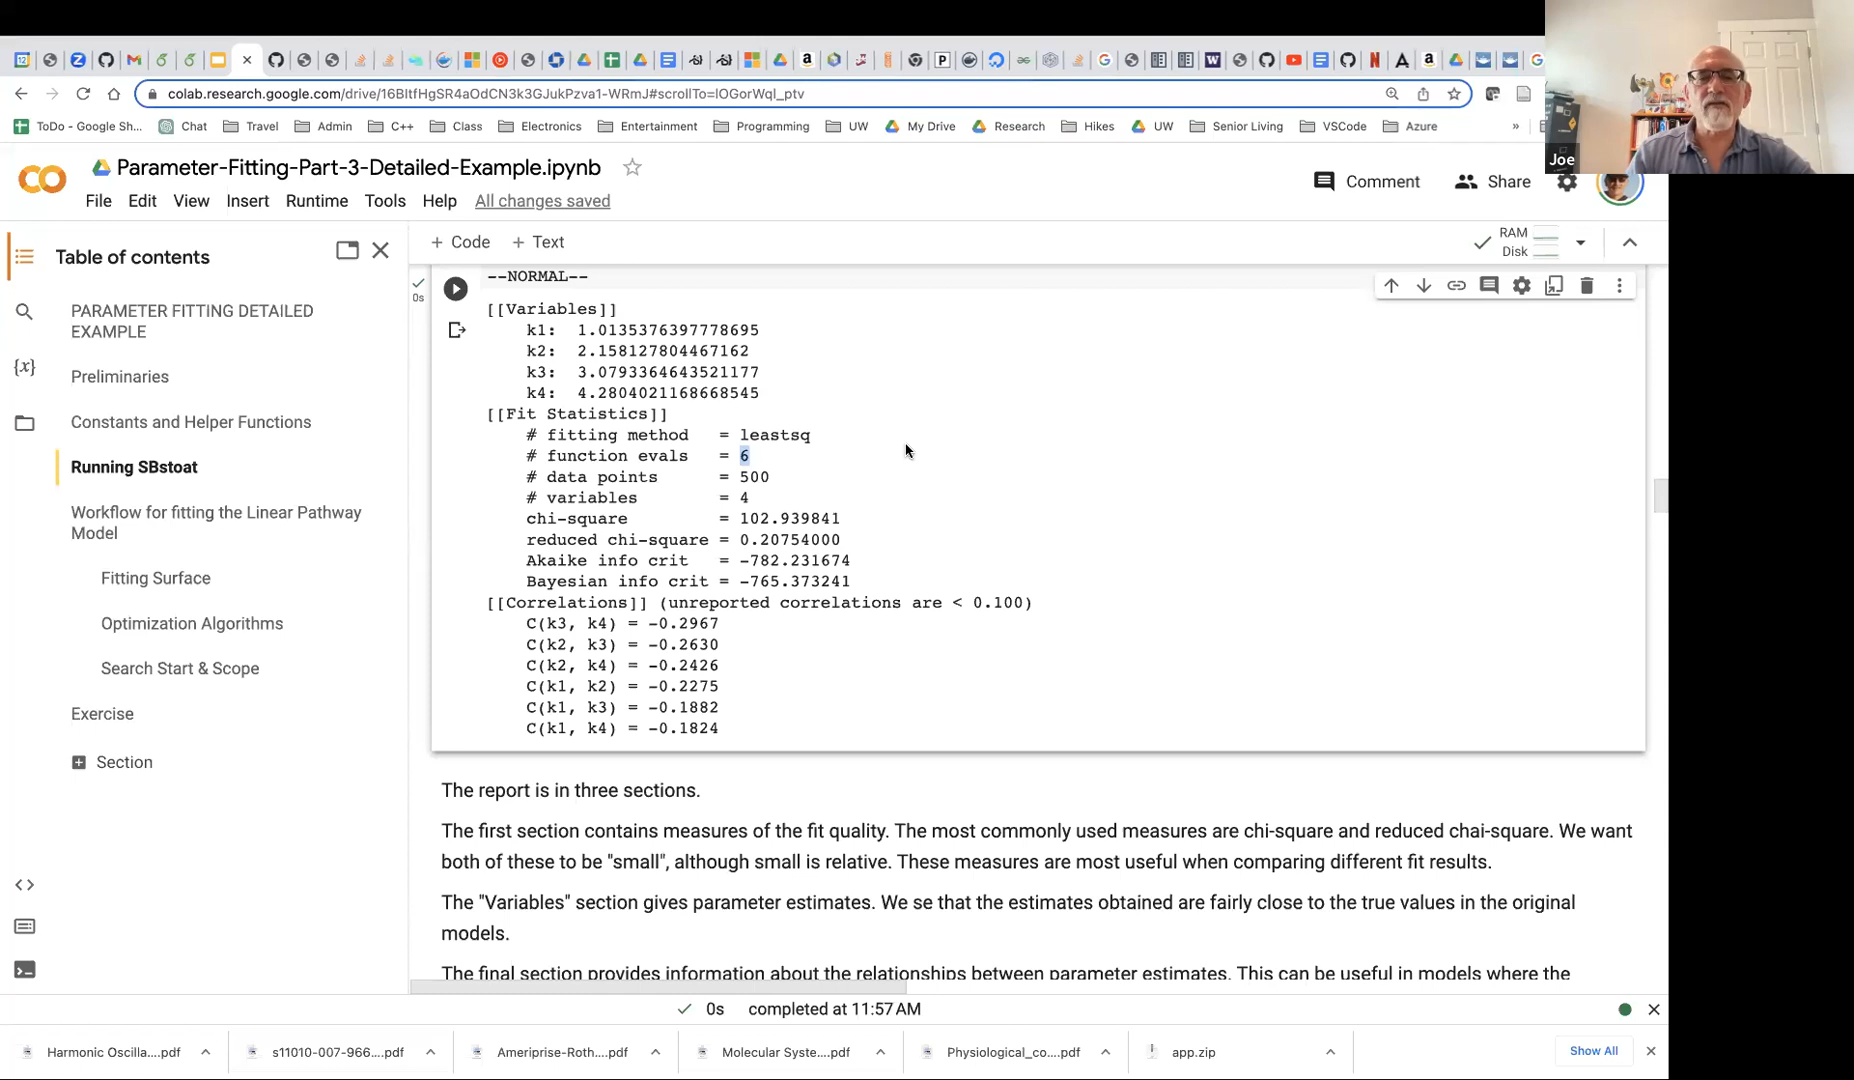 colab.research.google.com/drive/16BItfHgSR4aOdCN3k3GJukPzva1-WRmJ#scrollTo=lOGorWqI_ptv
ToDo - Google Sh... Chat Travel Admin C++ Class Electronics Entertainment Programming UW My Drive Research Hikes UW Senior Living VSCode Azure »
Joe
Parameter-Fitting-Part-3-Detailed-Example.ipynb
Comment Share
File Edit View Insert Runtime Tools Help All changes saved
Table of contents
+ Code + Text
RAM
Disk
PARAMETER FITTING DETAILED
EXAMPLE
Preliminaries
Constants and Helper Functions
Running SBstoat
Workflow for fitting the Linear Pathway
Model
Fitting Surface
Optimization Algorithms
Search Start & Scope
Exercise
Section
0s
--NORMAL--
[[Variables]]
k1: 1.0135376397778695
k2: 2.158127804467162
k3: 3.0793364643521177
k4: 4.2804021168668545
[[Fit Statistics]]
# fitting method = leastsq
# function evals = 6
# data points = 500
# variables = 4
chi-square = 102.939841
reduced chi-square = 0.20754000
Akaike info crit = -782.231674
Bayesian info crit = -765.373241
[[Correlations]] (unreported correlations are < 0.100)
C(k3, k4) = -0.2967
C(k2, k3) = -0.2630
C(k2, k4) = -0.2426
C(k1, k2) = -0.2275
C(k1, k3) = -0.1882
C(k1, k4) = -0.1824
The report is in three sections.
The first section contains measures of the fit quality. The most commonly used measures are chi-square and reduced chai-square. We want
both of these to be "small", although small is relative. These measures are most useful when comparing different fit results.
The "Variables" section gives parameter estimates. We se that the estimates obtained are fairly close to the true values in the original
models.
The final section provides information about the relationships between parameter estimates. This can be useful in models where the
0s completed at 11:57 AM
Harmonic Oscilla....pdf s11010-007-966....pdf Ameriprise-Roth....pdf Molecular Syste....pdf Physiological_co....pdf app.zip Show All